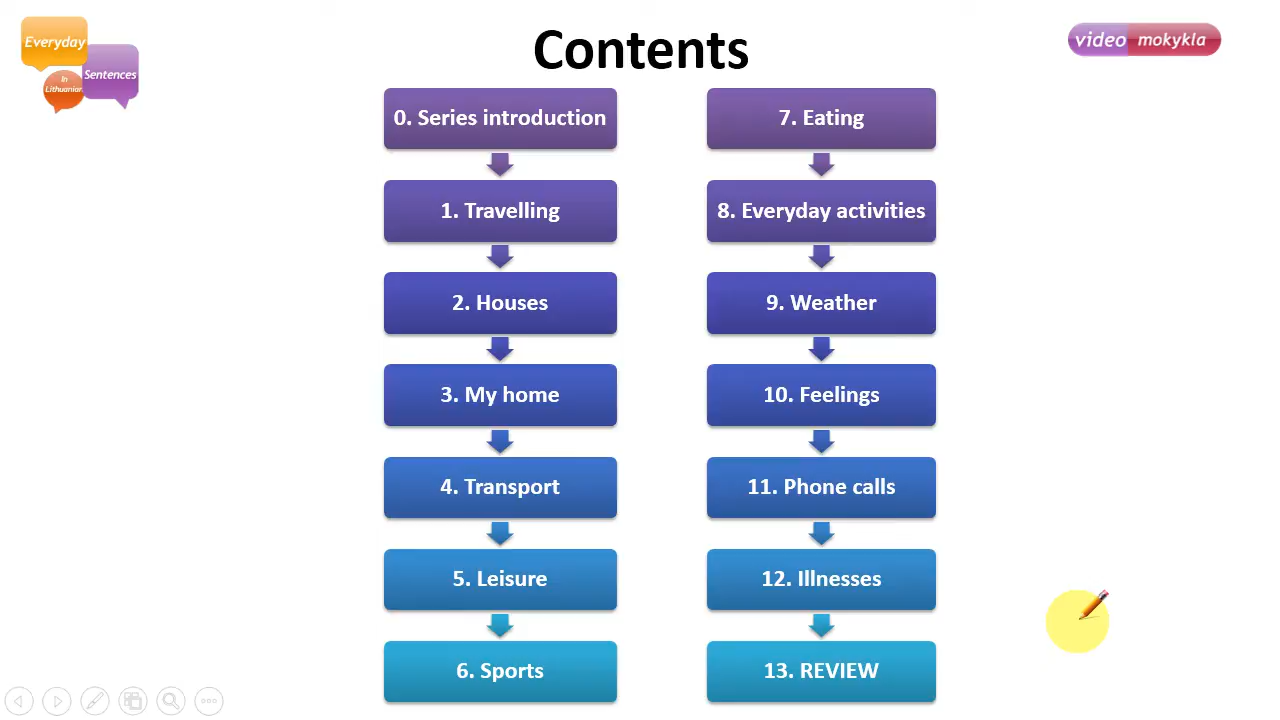 Everyday
In
Lithuanian
Sentences
Contents
video mokykla
0. Series introduction
1. Travelling
2. Houses
3. My home
4. Transport
5. Leisure
6. Sports
7. Eating
8. Everyday activities
9. Weather
10. Feelings
11. Phone calls
12. Illnesses
13. REVIEW